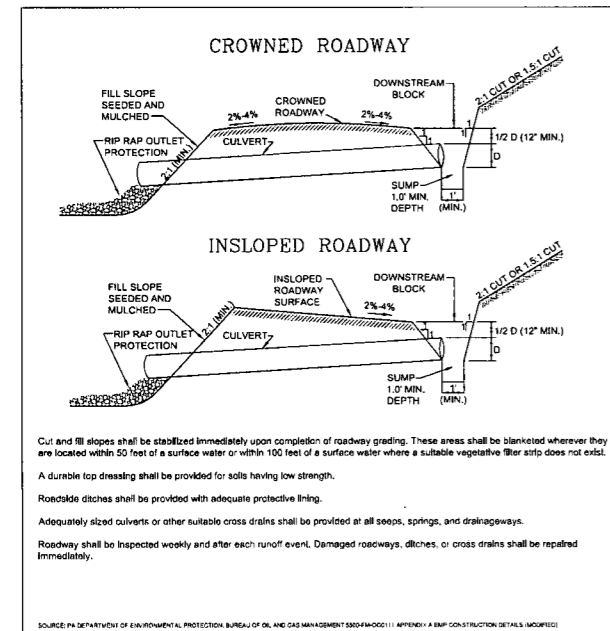 CROWNED ROADWAY
FILL SLOPE
SEEDED AND
MULCHED
RIP RAP OUTLET
PROTECTION
2:1 (MIN.)
2%-4%
CROWNED
ROADWAY
2%-4%
CULVERT
DOWNSTREAM
BLOCK
2:1 CUT OR 1.5:1 CUT
1
1
1
1/2 D (12" MIN.)
D
SUMP
1.0' MIN.
DEPTH
1'
(MIN.)
INSLOPED ROADWAY
FILL SLOPE
SEEDED AND
MULCHED
RIP RAP OUTLET
PROTECTION
2:1 (MIN.)
INSLOPED
ROADWAY
SURFACE
2%-4%
CULVERT
DOWNSTREAM
BLOCK
2:1 CUT OR 1.5:1 CUT
1
1
1
1/2 D (12" MIN.)
D
SUMP
1.0' MIN.
DEPTH
1'
(MIN.)
Cut and fill slopes shall be stabilized immediately upon completion of roadway grading. These areas shall be blanketed wherever they
are located within 50 feet of a surface water or within 100 feet of a surface water where a suitable vegetative filter strip does not exist.
A durable top dressing shall be provided for soils having low strength.
Roadside ditches shall be provided with adequate protective lining.
Adequately sized culverts or other suitable cross drains shall be provided at all seeps, springs, and drainageways.
Roadway shall be inspected weekly and after each runoff event. Damaged roadways, ditches, or cross drains shall be repaired
immediately.
SOURCE: PA DEPARTMENT OF ENVIRONMENTAL PROTECTION, BUREAU OF OIL AND GAS MANAGEMENT 5500-FM-OG0111 APPENDIX A BMP CONSTRUCTION DETAILS (MODIFIED)